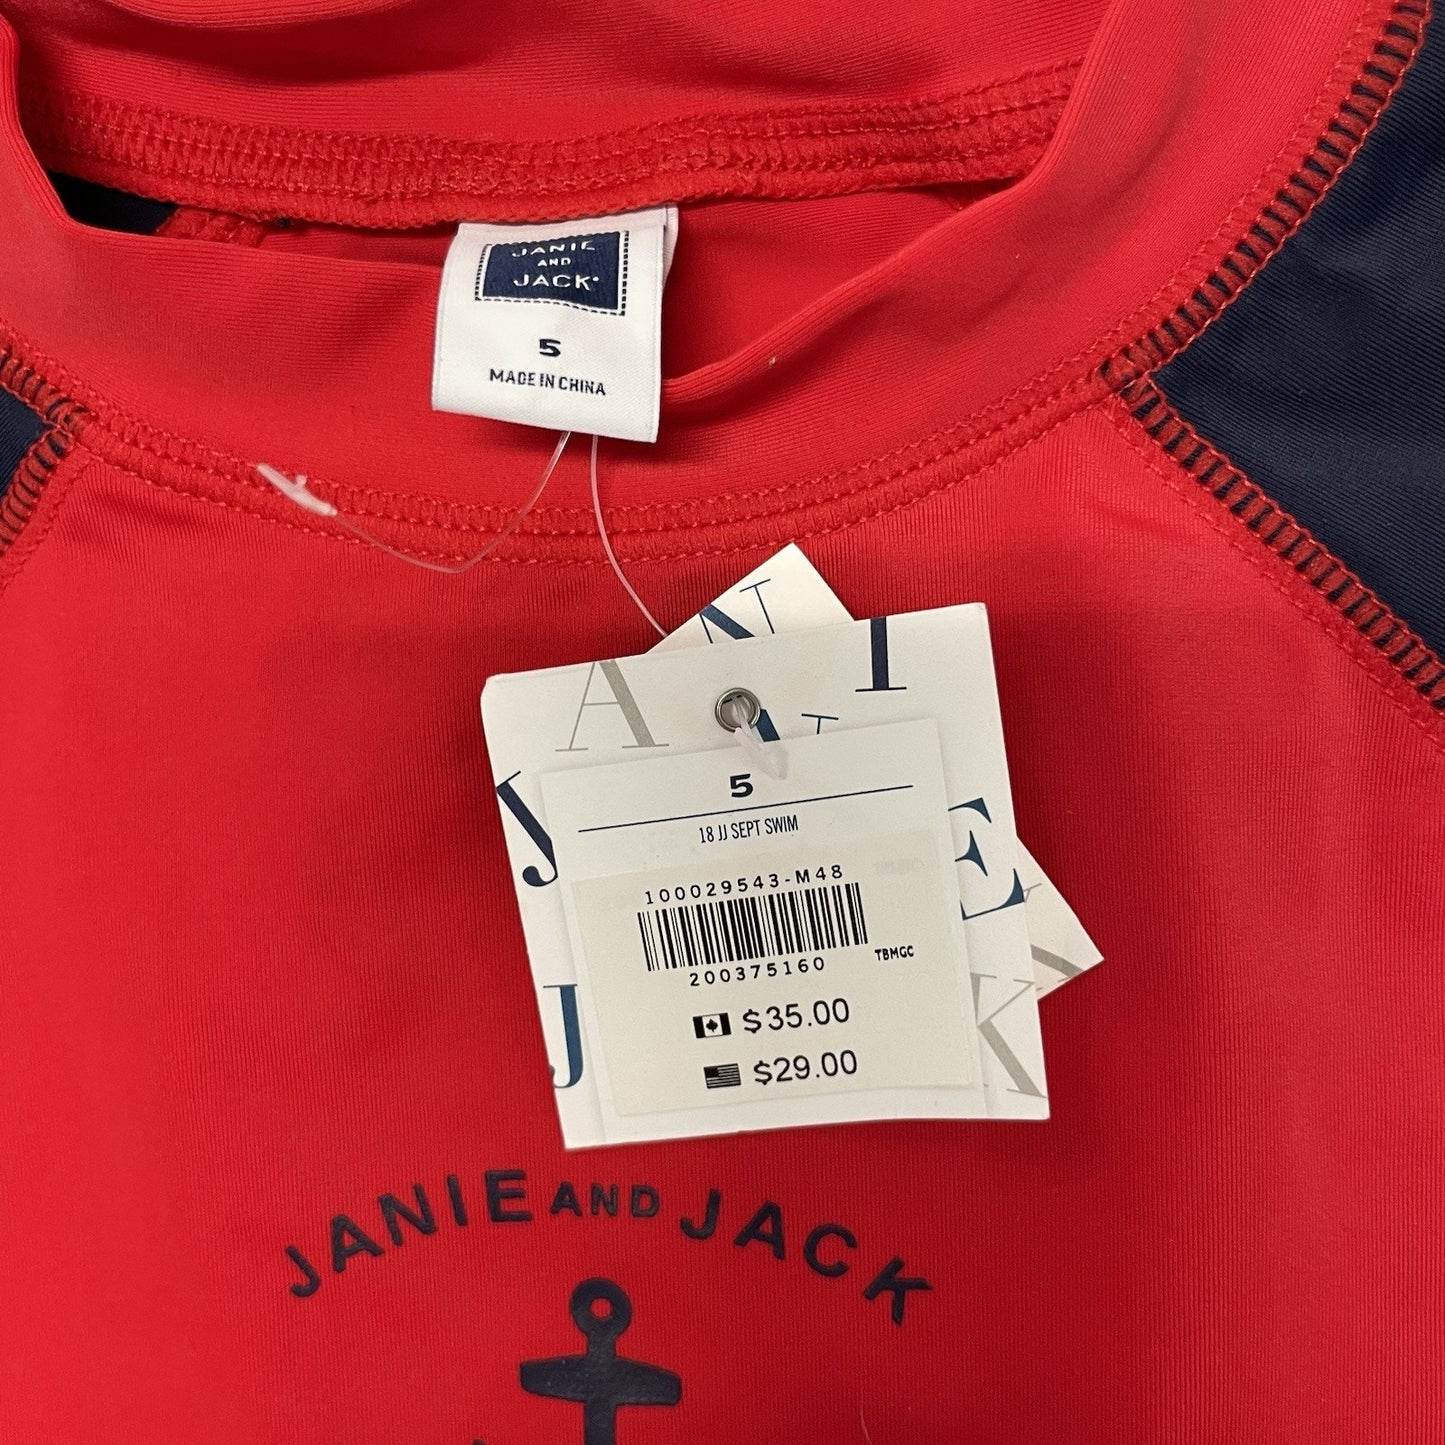 JANIE
AND
JACK
5
MADE IN CHINA
A N I
J N E
J K
5
18 JJ SEPT SWIM
100029543-M48
200375160
TBMGC
$35.00
$29.00
JANIE AND JACK